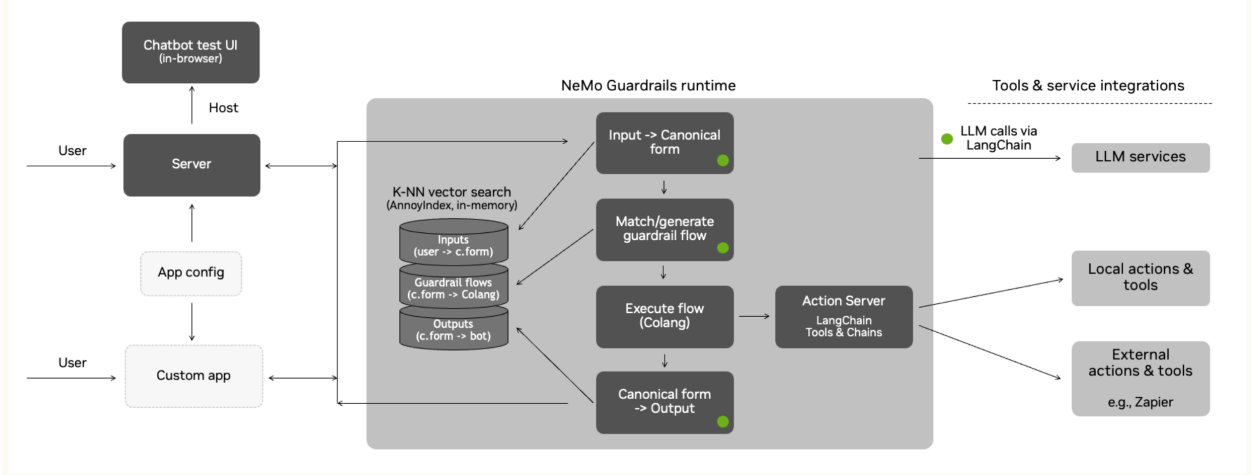 Chatbot test UI
(in-browser)
Host
User
Server
App config
User
Custom app
NeMo Guardrails runtime
Input -> Canonical
form
K-NN vector search
(AnnoyIndex, in-memory)
Inputs
(user -> c.form)
Guardrail flows
(c.form -> Colang)
Outputs
(c.form -> bot)
Match/generate
guardrail flow
Execute flow
(Colang)
Canonical form
-> Output
Action Server
LangChain
Tools & Chains
Tools & service integrations
LLM calls via
LangChain
LLM services
Local actions &
tools
External
actions & tools
e.g., Zapier